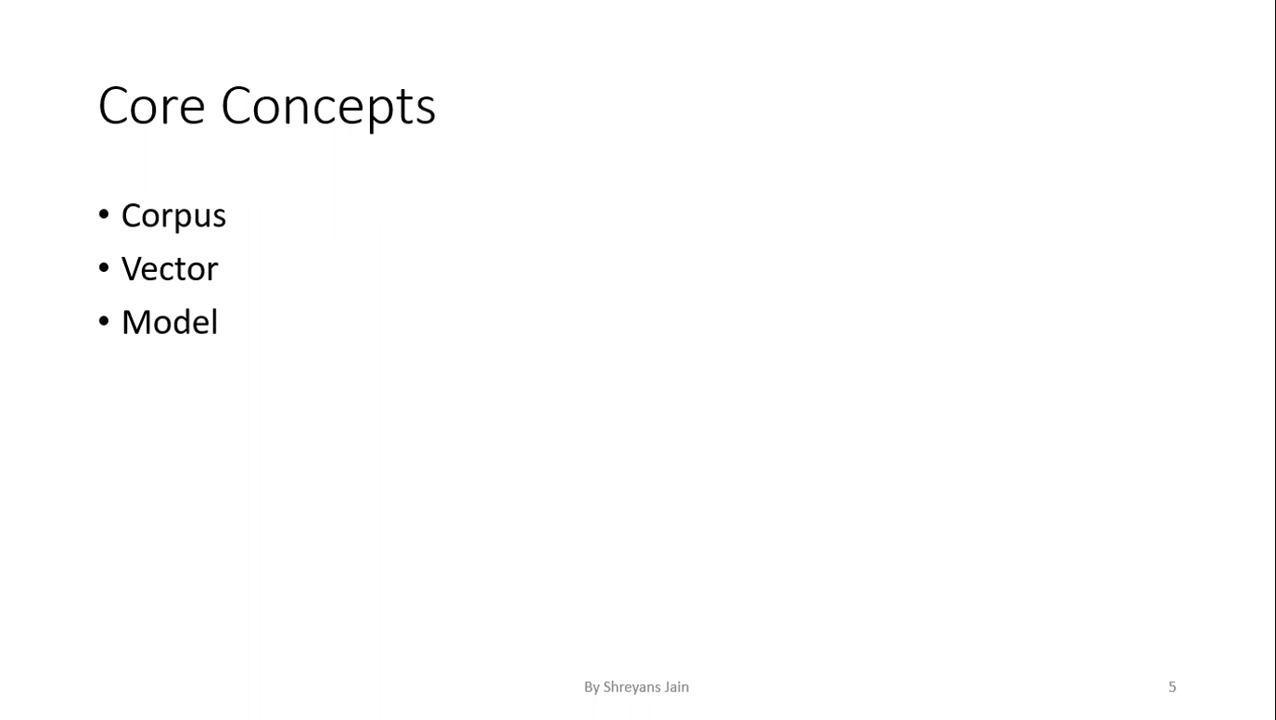 Core Concepts
• Corpus
• Vector
• Model
By Shreyans Jain
5